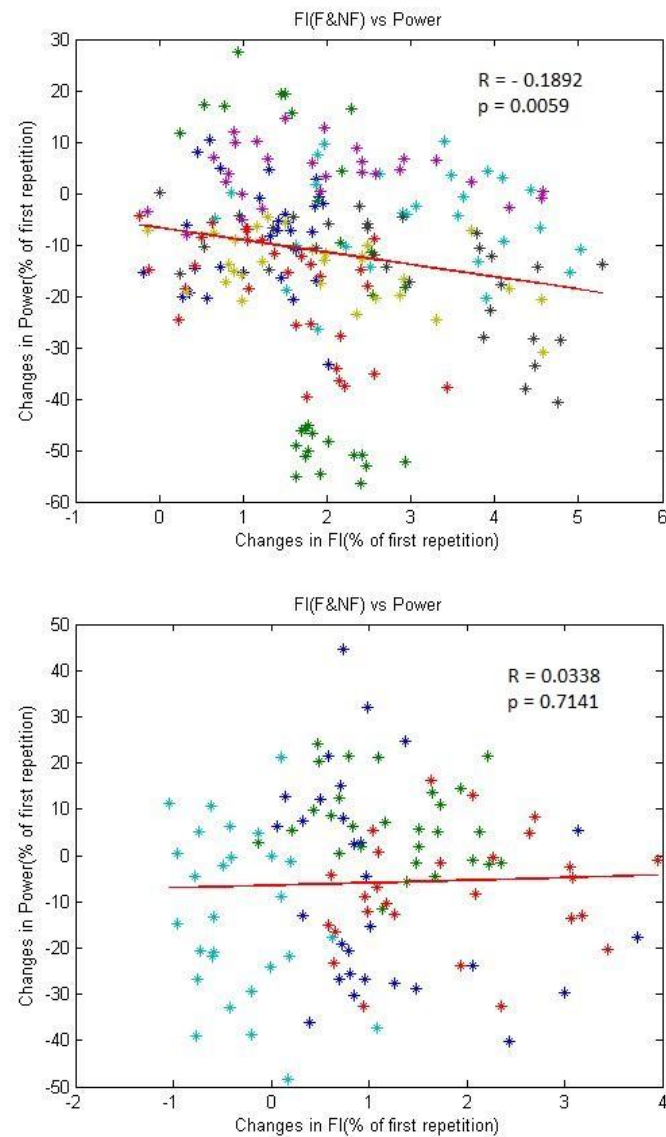 FI(F&NF) vs Power
30
20
10
0
-10
-20
-30
-40
-50
-60
R = - 0.1892
p = 0.0059
Changes in Power(% of first repetition)
-1 0 1 2 3 4 5 6
Changes in FI(% of first repetition)
FI(F&NF) vs Power
50
40
30
20
10
0
-10
-20
-30
-40
-50
R = 0.0338
p = 0.7141
Changes in Power(% of first repetition)
-2 -1 0 1 2 3 4
Changes in FI(% of first repetition)